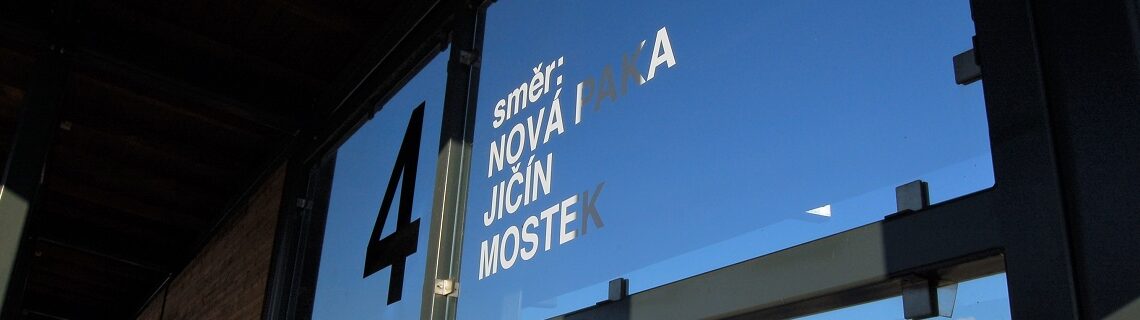 4
směr:
NOVÁ PAKA
JIČÍN
MOSTEK